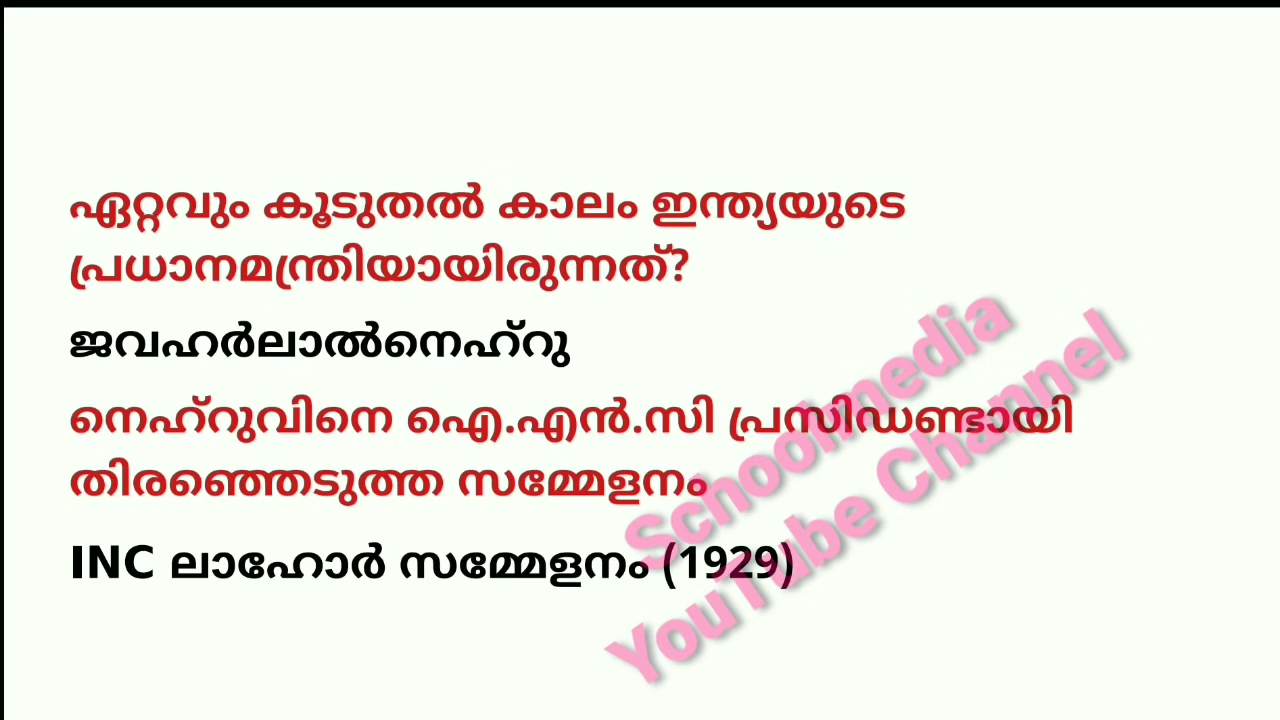 ഏറ്റവും കൂടുതൽ കാലം ഇന്ത്യയുടെ
പ്രധാനമന്ത്രിയായിരുന്നത്?
ജവഹർലാൽനെഹ്റു
നെഹ്റുവിനെ ഐ.എൻ.സി പ്രസിഡണ്ടായി
തിരഞ്ഞെടുത്ത സമ്മേളനം
INC ലാഹോർ സമ്മേളനം (1929)
Schoolmedia
YouTube Channel